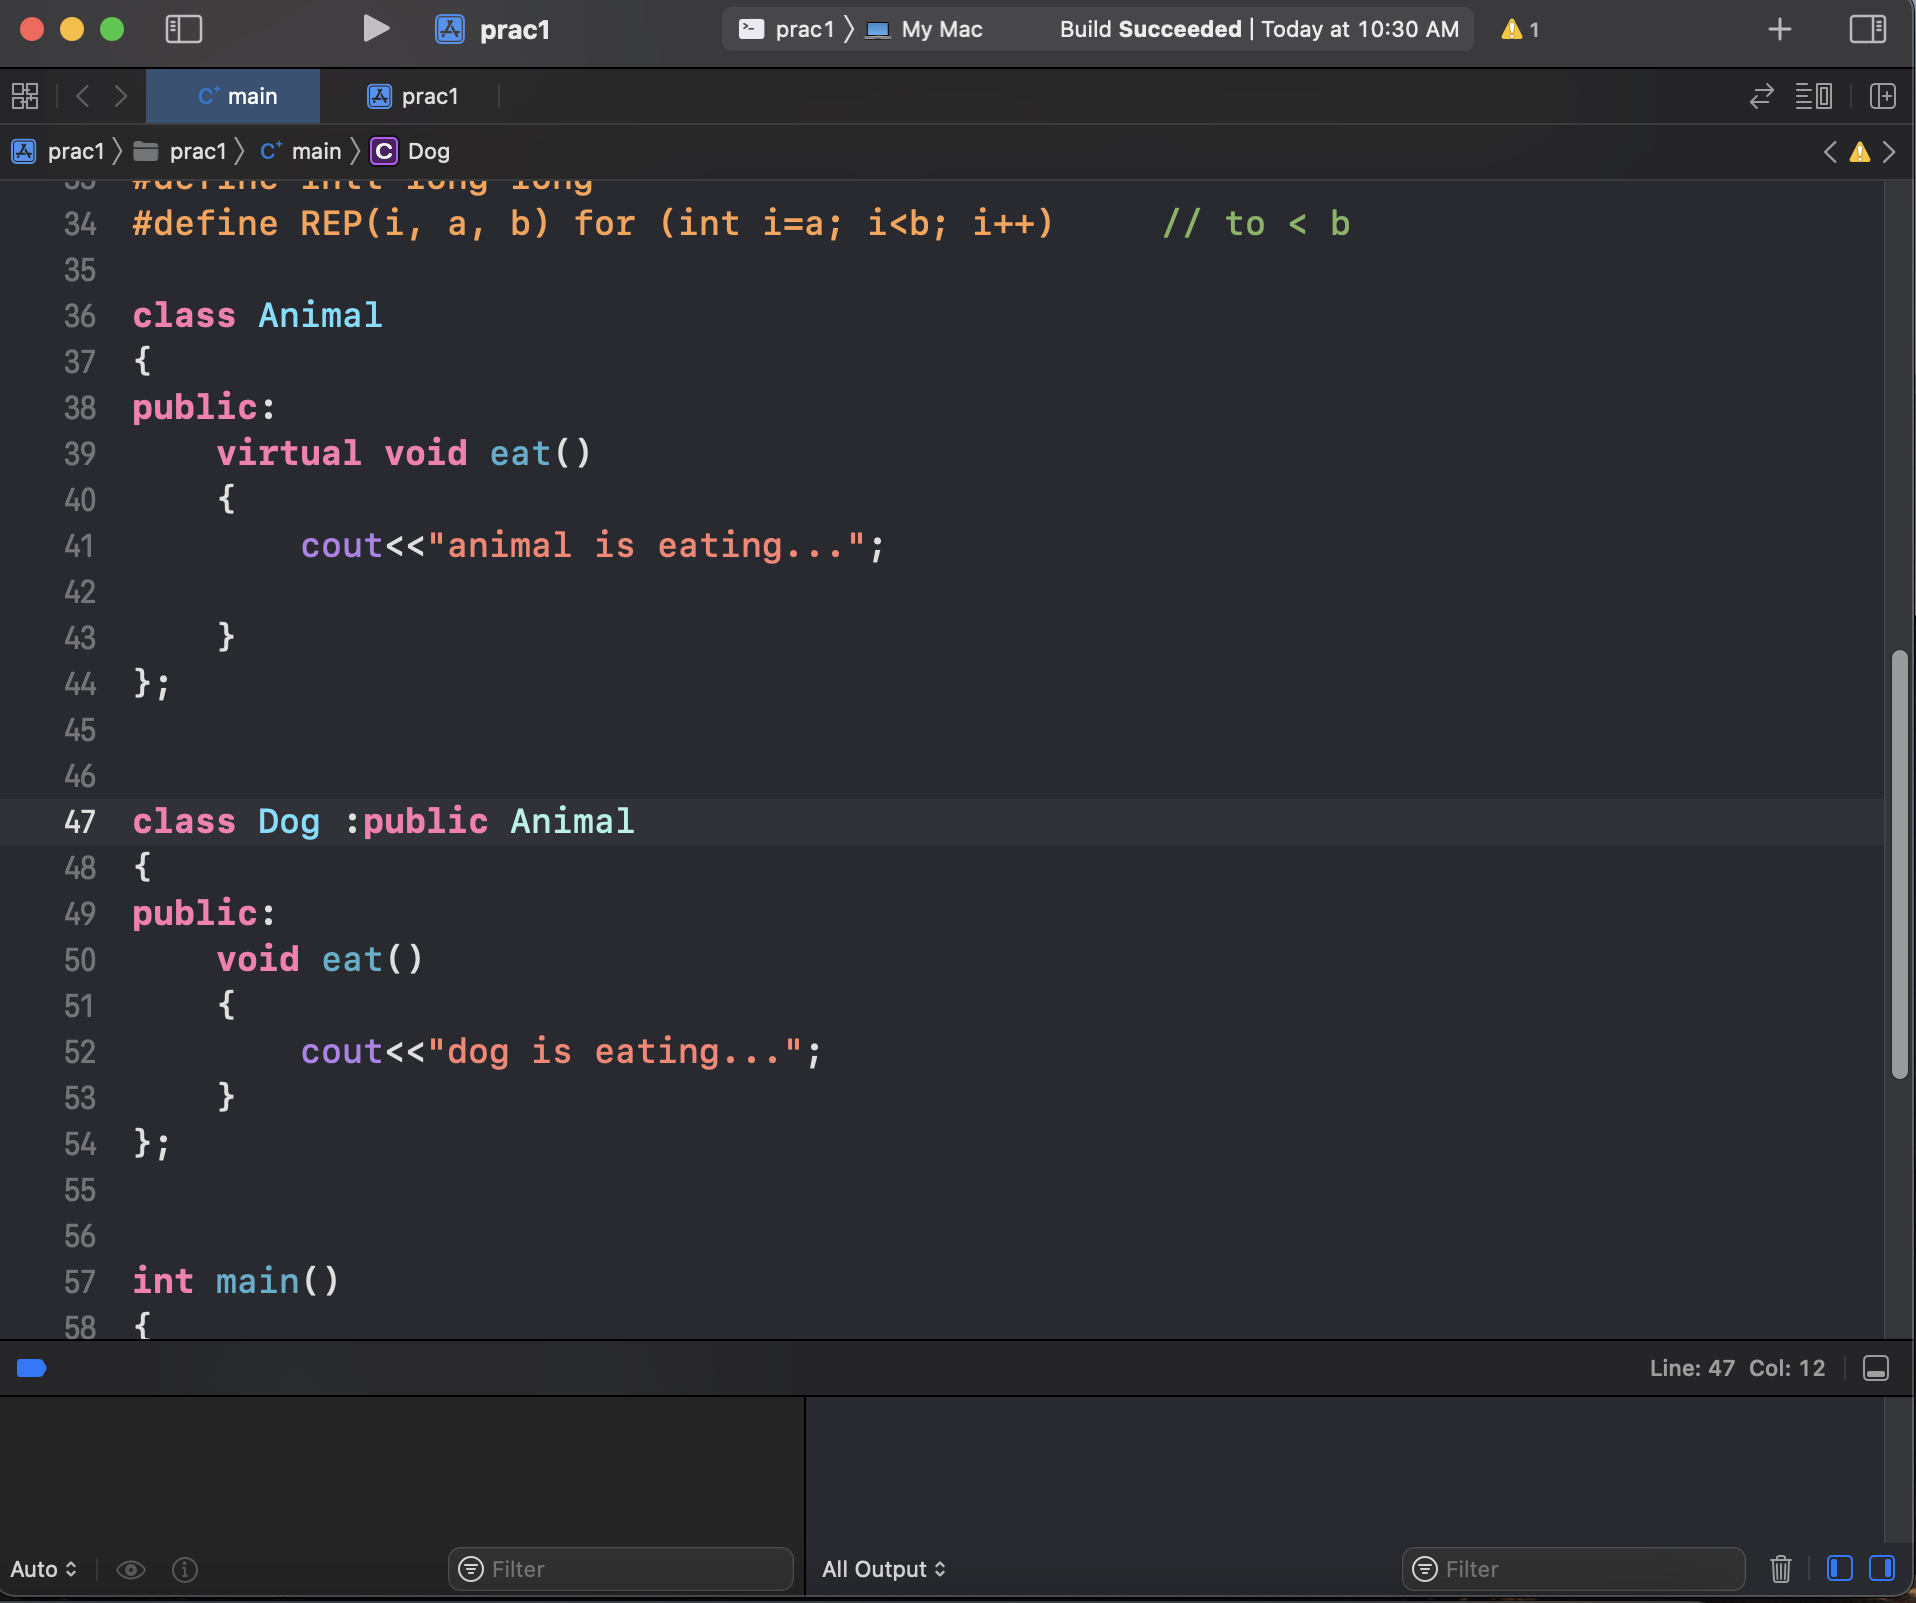 prac1
prac1 My Mac Build Succeeded | Today at 10:30 AM 1
main prac1
prac1 prac1 main C Dog
33 #define intt long long
34 #define REP(i, a, b) for (int i=a; i<b; i++) // to < b
35
36 class Animal
37 {
38 public:
39 virtual void eat()
40 {
41 cout<<"animal is eating...";
42
43 }
44 };
45
46
47 class Dog :public Animal
48 {
49 public:
50 void eat()
51 {
52 cout<<"dog is eating...";
53 }
54 };
55
56
57 int main()
58 {
Line: 47 Col: 12
Auto Filter All Output Filter